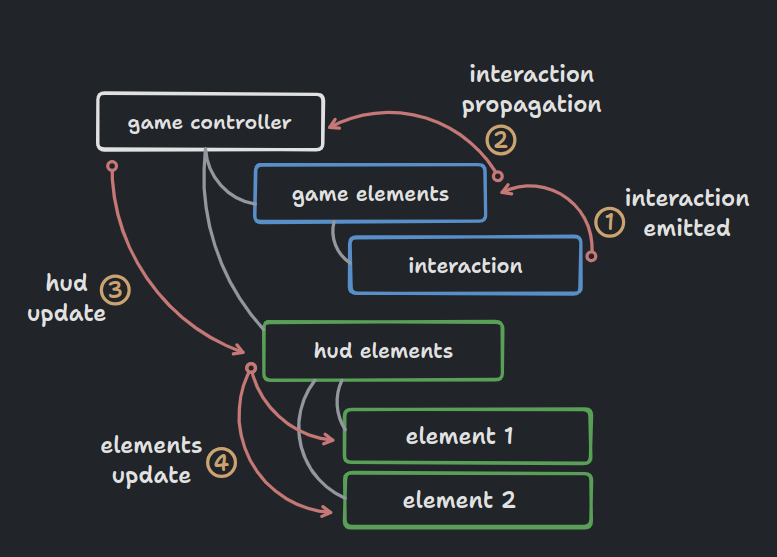 interaction
propagation
②
game controller
game elements
①
interaction
emitted
interaction
hud
update
③
hud elements
elements
update
④
element 1
element 2